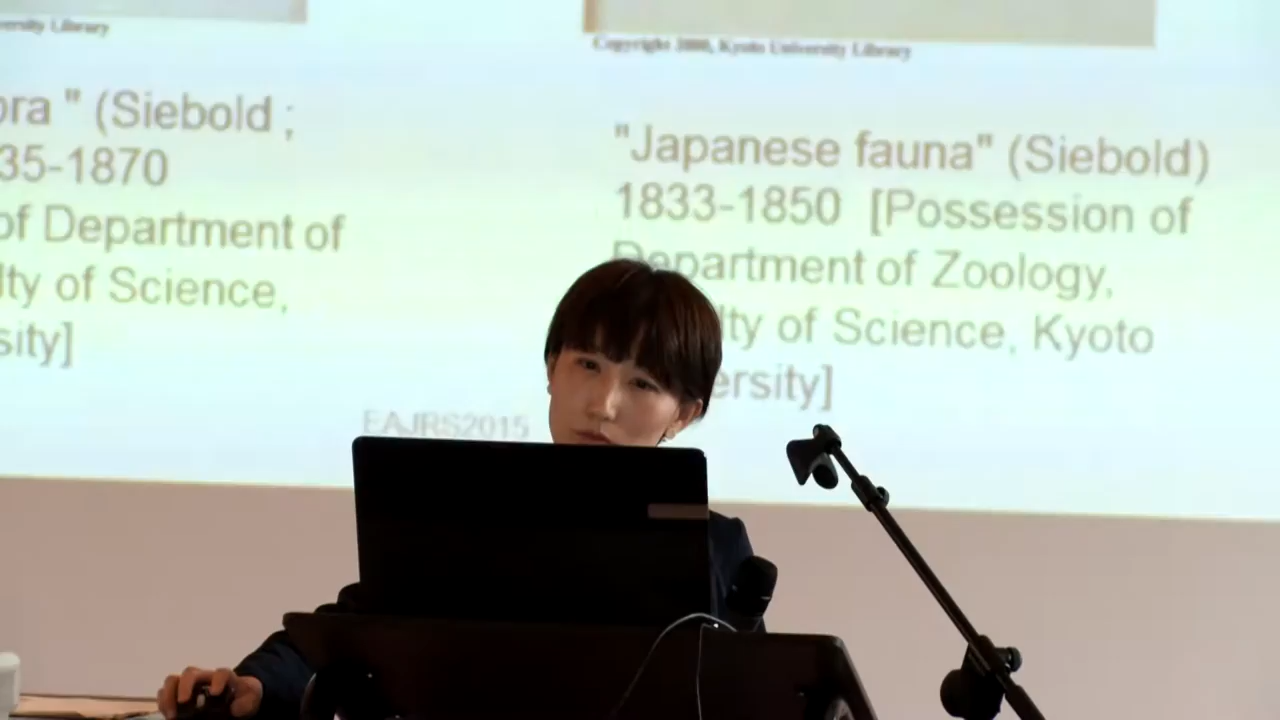 ersity Library
ora " (Siebold ;
35-1870
of Department of
lty of Science,
sity]
Copyright 2000, Kyoto University Library
"Japanese fauna" (Siebold)
1833-1850 [Possession of
Department of Zoology,
lty of Science, Kyoto
ersity]
EAJRS2015